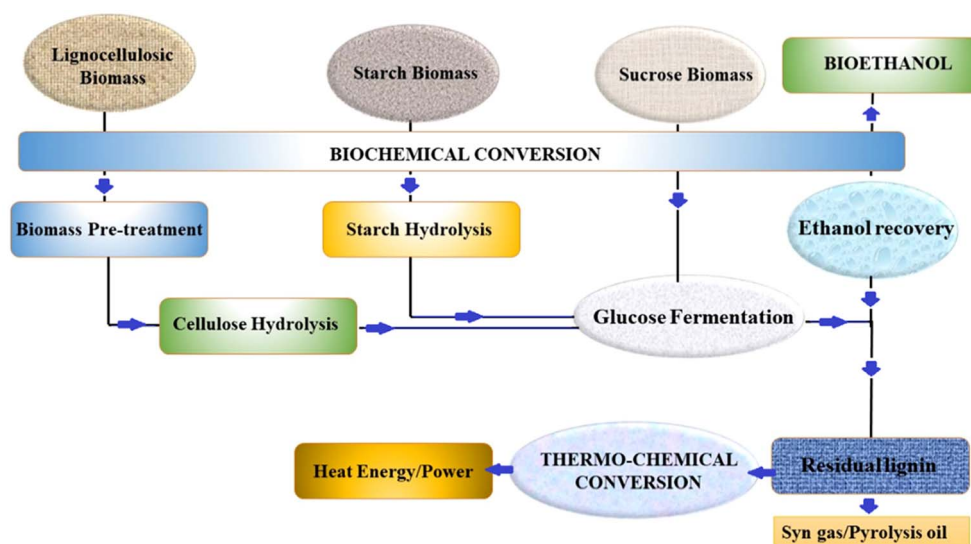 Lignocellulosic
Biomass
Starch Biomass
Sucrose Biomass
BIOETHANOL
BIOCHEMICAL CONVERSION
Biomass Pre-treatment
Starch Hydrolysis
Ethanol recovery
Cellulose Hydrolysis
Glucose Fermentation
Heat Energy/Power
THERMO-CHEMICAL
CONVERSION
Residual lignin
Syn gas/Pyrolysis oil